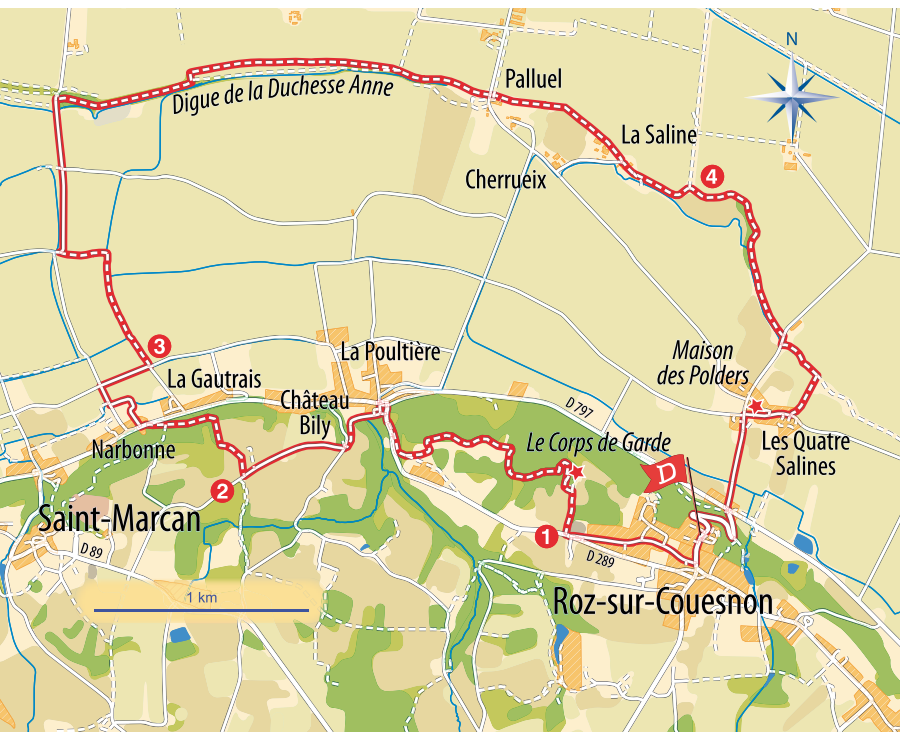 N
Palluel
Digue de la Duchesse Anne
La Saline
Cherrueix
4
3
La Poultière
Maison
des Polders
La Gautrais
Château
Bily
D 797
Narbonne
Le Corps de Garde
Les Quatre
Salines
D
2
Saint-Marcan
1
D 89
D 289
1 km
Roz-sur-Couesnon